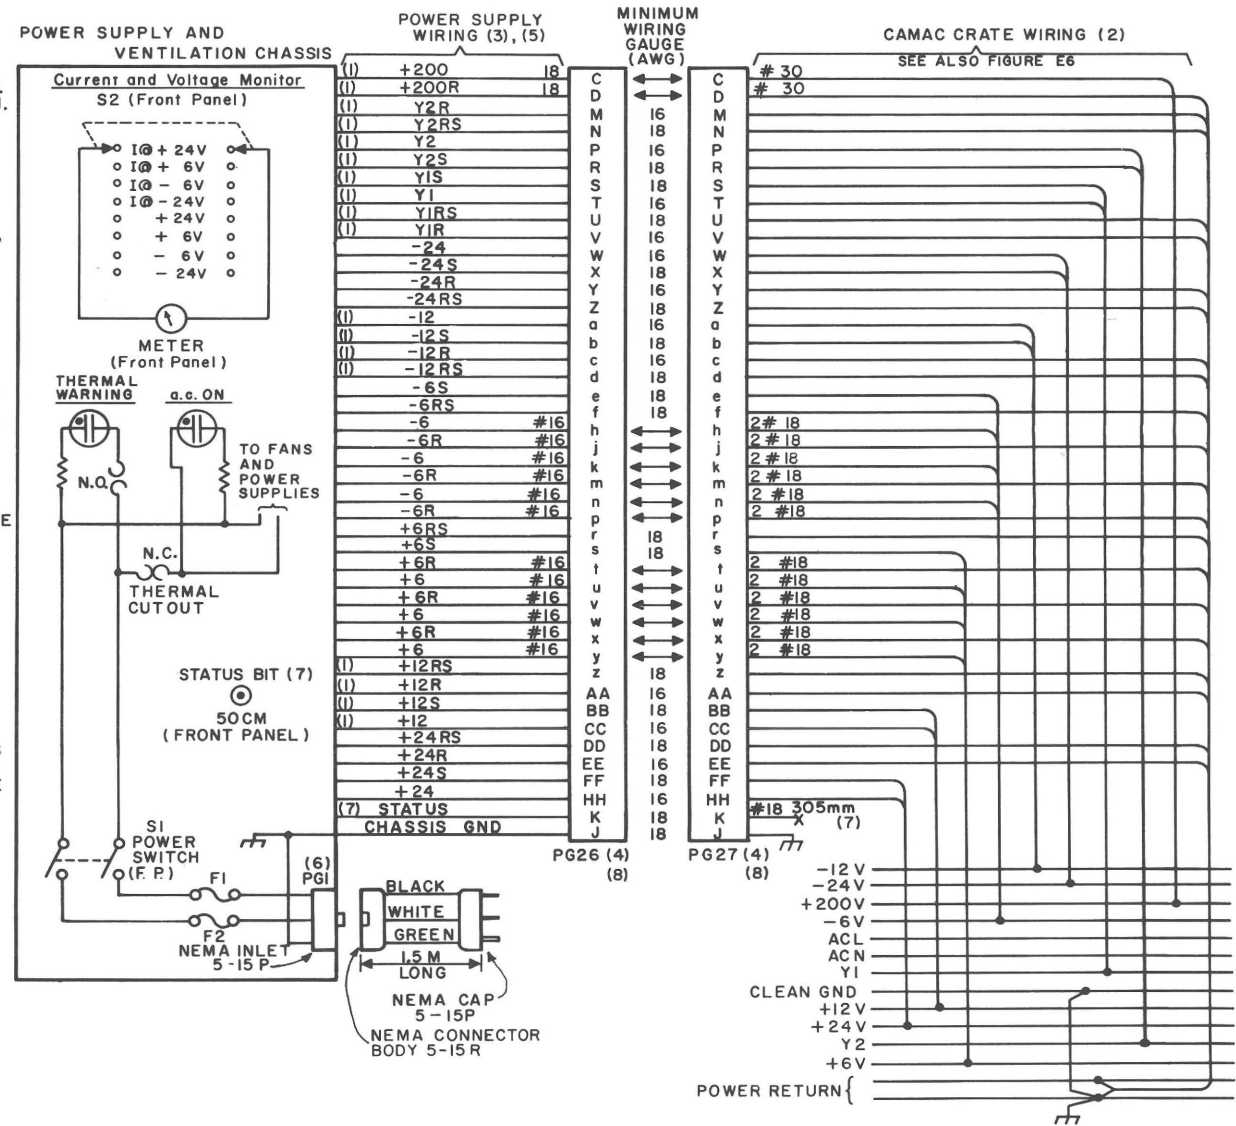 POWER SUPPLY AND
VENTILATION CHASSIS
POWER SUPPLY
WIRING (3), (5)
MINIMUM
WIRING
GAUGE
(AWG)
CAMAC CRATE WIRING (2)
SEE ALSO FIGURE E6
Current and Voltage Monitor
S2 (Front Panel)
I@ + 24V
I@ + 6V
I@ - 6V
I@ - 24V
+ 24V
+ 6V
- 6V
- 24V
METER
(Front Panel)
THERMAL
WARNING
a.c. ON
N.O.
TO FANS
AND
POWER
SUPPLIES
N.C.
THERMAL
CUTOUT
STATUS BIT (7)
50CM
(FRONT PANEL)
S1
POWER
SWITCH
(F. P.)
F1
F2
(6)
PG1
NEMA INLET
5-15 P
(1) +200 18 C C # 30
(1) +200R 18 D D # 30
(1) Y2R M 16 M
(1) Y2RS N 18 N
(1) Y2 P 16 P
(1) Y2S R 18 R
(1) Y1S S 18 S
(1) Y1 T 16 T
(1) Y1RS U 18 U
(1) Y1R V 16 V
-24 W 16 W
-24S X 18 X
-24R Y 16 Y
-24RS Z 18 Z
(1) -12 a 16 a
(1) -12S b 18 b
(1) -12R c 16 c
(1) -12RS d 18 d
-6S e 18 e
-6RS f 18 f
-6 #16 h h 2# 18
-6R #16 j j 2# 18
-6 #16 k k 2 #18
-6R #16 m m 2 # 18
-6 #16 n n 2 #18
-6R #16 p p 2 #18
+6RS r 18 r
+6S s 18 s
+6R #16 t t 2 #18
+6 #16 u u 2 #18
+6R #16 v v 2 #18
+6 #16 w w 2 #18
+6R #16 x x 2 #18
+6 #16 y y 2 #18
(1) +12RS z 18 z
(1) +12R AA 16 AA
(1) +12S BB 18 BB
(1) +12 CC 16 CC
+24RS DD 18 DD
+24R EE 16 EE
+24S FF 18 FF
+24 HH 16 HH
(7) STATUS K 18 K #18 305mm X (7)
CHASSIS GND J 18 J
PG26 (4)
(8)
PG27 (4)
(8)
BLACK
WHITE
GREEN
1.5 M
LONG
NEMA CAP
5-15P
NEMA CONNECTOR
BODY 5-15 R
-12 V
-24V
+200V
-6V
ACL
ACN
Y1
CLEAN GND
+12 V
+24V
Y2
+6V
POWER RETURN